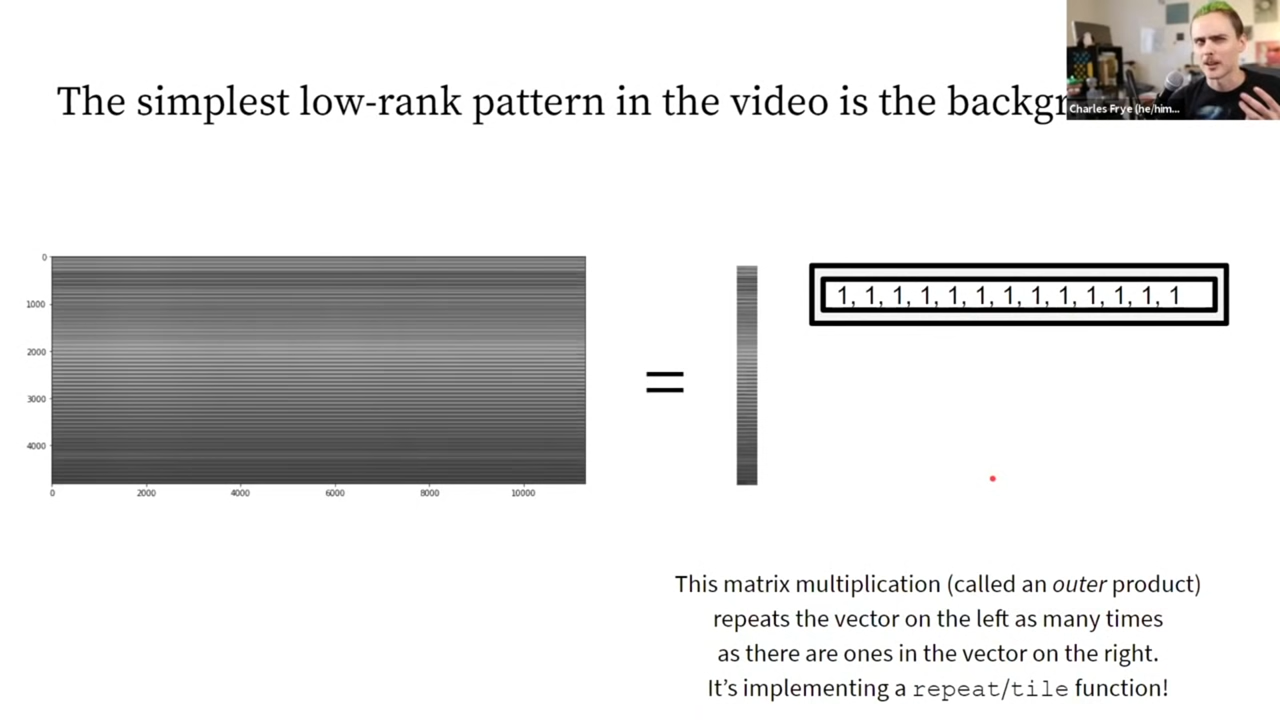 The simplest low-rank pattern in the video is the
Charles Frye (he/him...
0
1000
2000
3000
4000
0 2000 4000 6000 8000 10000
=
1, 1, 1, 1, 1, 1, 1, 1, 1, 1, 1, 1, 1
This matrix multiplication (called an outer product)
repeats the vector on the left as many times
as there are ones in the vector on the right.
It’s implementing a repeat/tile function!